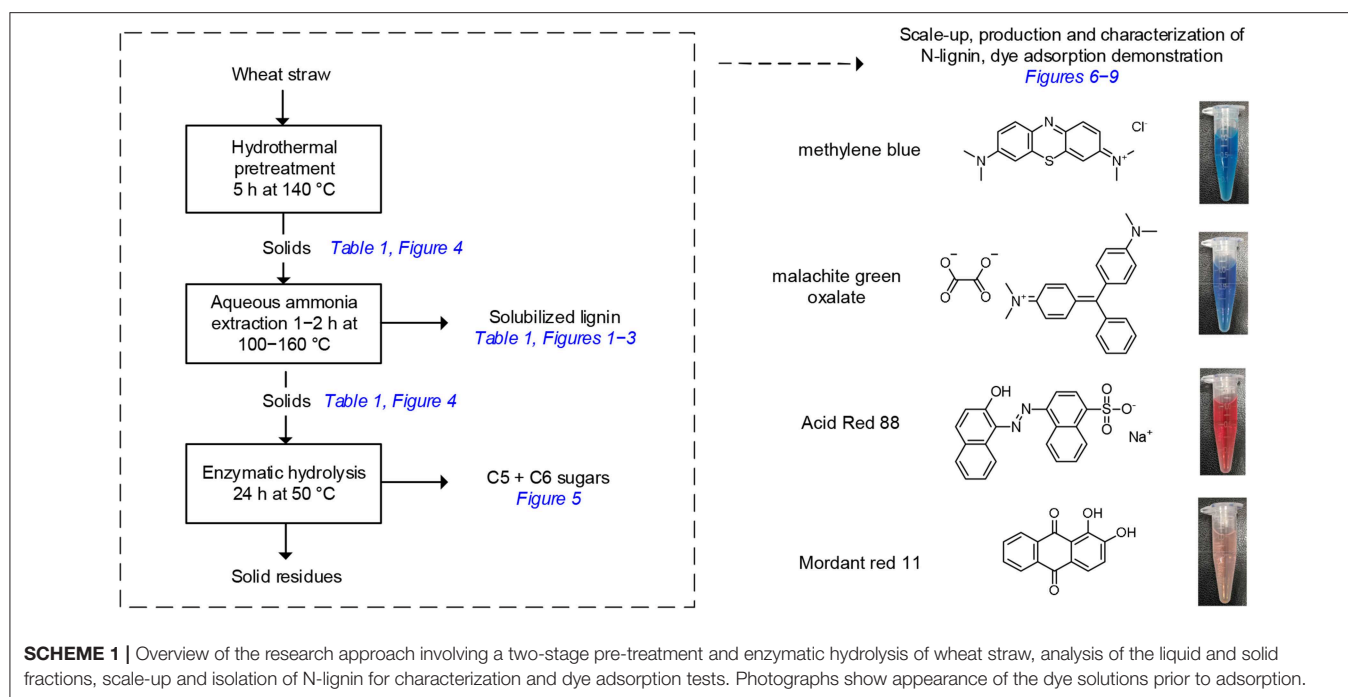 Wheat straw
Hydrothermal
pretreatment
5 h at 140 °C
Solids Table 1, Figure 4
Aqueous ammonia
extraction 1−2 h at
100−160 °C
Solubilized lignin
Table 1, Figures 1−3
Solids Table 1, Figure 4
Enzymatic hydrolysis
24 h at 50 °C
C5 + C6 sugars
Figure 5
Solid residues
Scale-up, production and characterization of
N-lignin, dye adsorption demonstration
Figures 6−9
methylene blue
N
S
N
N+
Cl-
malachite green
oxalate
O−
O−
O
O
N+
N
Acid Red 88
OH
N
N
O
S
O
O-
Na+
Mordant red 11
O
OH
OH
O
SCHEME 1 | Overview of the research approach involving a two-stage pre-treatment and enzymatic hydrolysis of wheat straw, analysis of the liquid and solid
fractions, scale-up and isolation of N-lignin for characterization and dye adsorption tests. Photographs show appearance of the dye solutions prior to adsorption.